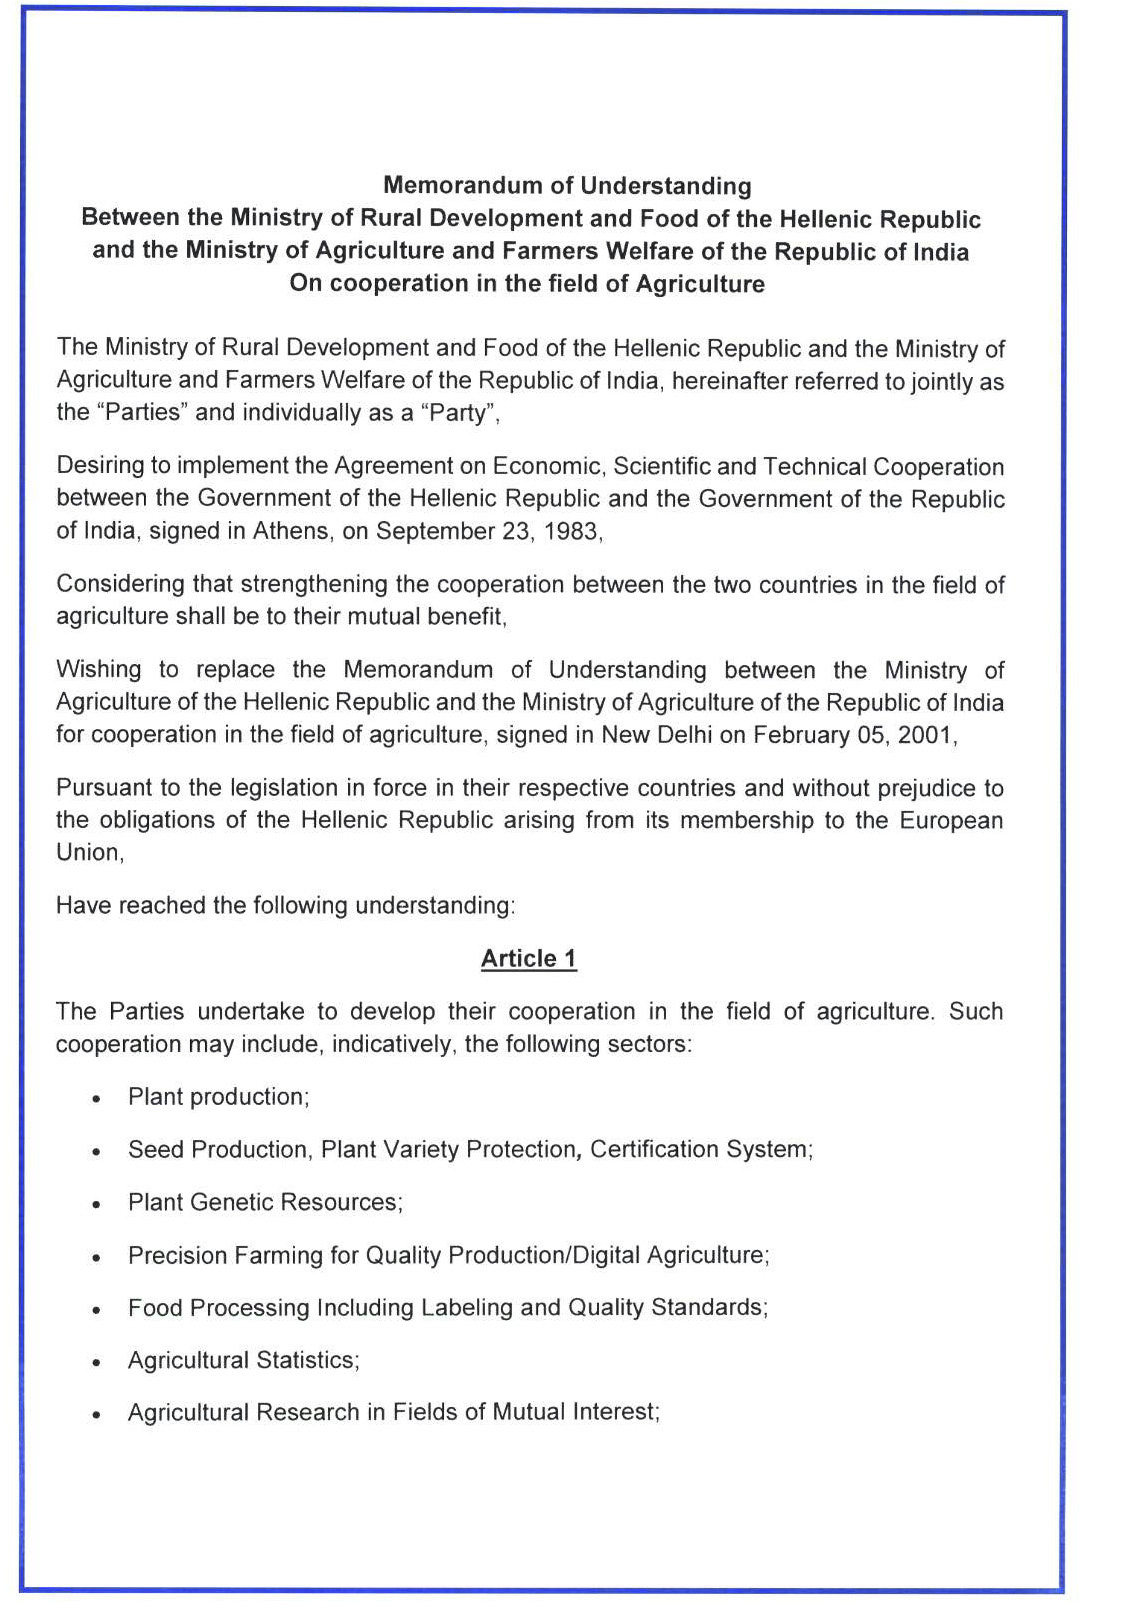 Memorandum of Understanding
Between the Ministry of Rural Development and Food of the Hellenic Republic
and the Ministry of Agriculture and Farmers Welfare of the Republic of India
On cooperation in the field of Agriculture
The Ministry of Rural Development and Food of the Hellenic Republic and the Ministry of
Agriculture and Farmers Welfare of the Republic of India, hereinafter referred to jointly as
the “Parties” and individually as a “Party”,
Desiring to implement the Agreement on Economic, Scientific and Technical Cooperation
between the Government of the Hellenic Republic and the Government of the Republic
of India, signed in Athens, on September 23, 1983,
Considering that strengthening the cooperation between the two countries in the field of
agriculture shall be to their mutual benefit,
Wishing to replace the Memorandum of Understanding between the Ministry of
Agriculture of the Hellenic Republic and the Ministry of Agriculture of the Republic of India
for cooperation in the field of agriculture, signed in New Delhi on February 05, 2001,
Pursuant to the legislation in force in their respective countries and without prejudice to
the obligations of the Hellenic Republic arising from its membership to the European
Union,
Have reached the following understanding:
Article 1
The Parties undertake to develop their cooperation in the field of agriculture. Such
cooperation may include, indicatively, the following sectors:
• Plant production;
• Seed Production, Plant Variety Protection, Certification System;
• Plant Genetic Resources;
• Precision Farming for Quality Production/Digital Agriculture;
• Food Processing Including Labeling and Quality Standards;
• Agricultural Statistics;
• Agricultural Research in Fields of Mutual Interest;